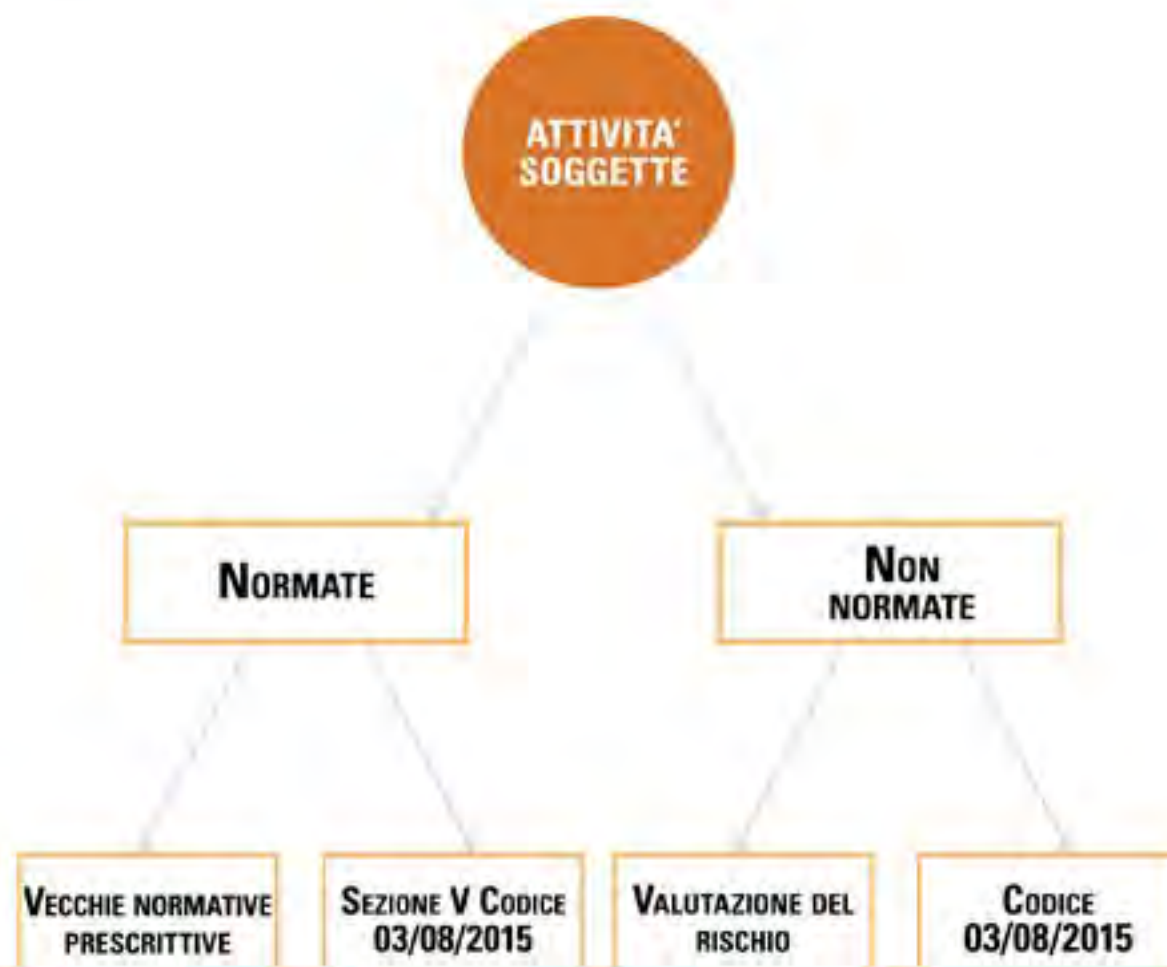 ATTIVITA'
SOGGETTE
NORMATE
NON
NORMATE
VECCHIE NORMATIVE
PRESCRITTIVE
SEZIONE V CODICE
03/08/2015
VALUTAZIONE DEL
RISCHIO
CODICE
03/08/2015